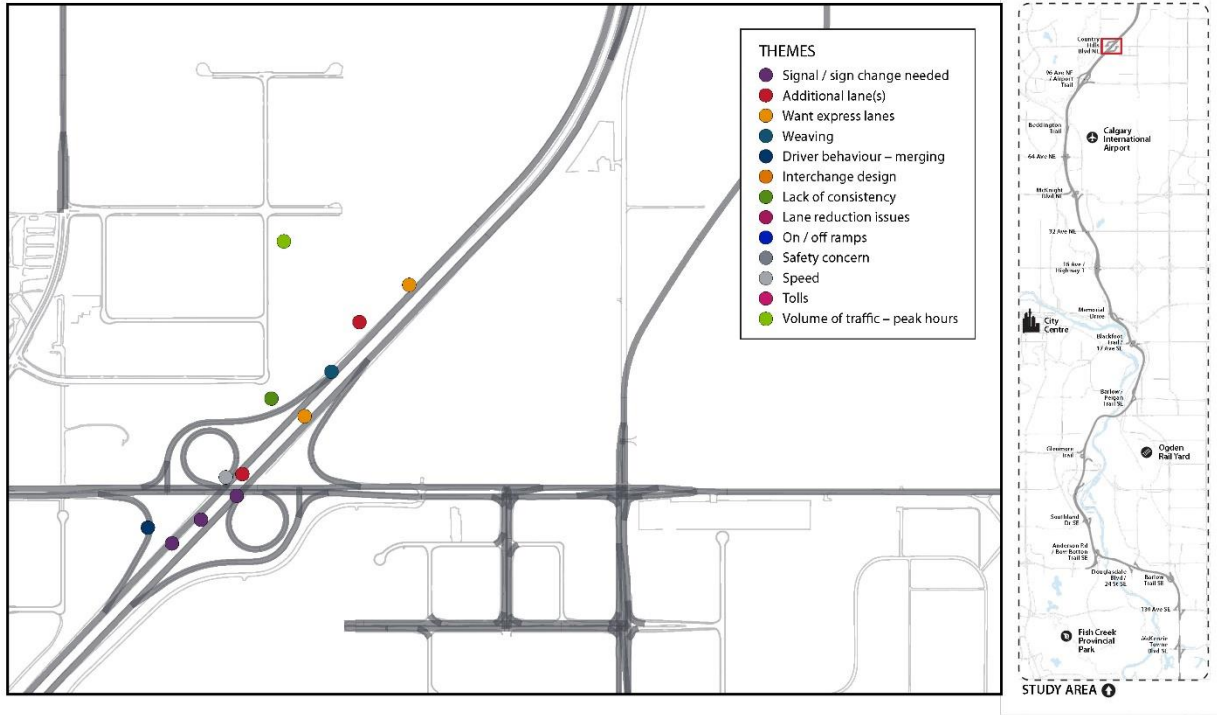 THEMES
Signal / sign change needed
Additional lane(s)
Want express lanes
Weaving
Driver behaviour – merging
Interchange design
Lack of consistency
Lane reduction issues
On / off ramps
Safety concern
Speed
Tolls
Volume of traffic – peak hours
Country
Hills
Blvd NE
96 Ave NE
/ Airport
Trail
Beddington
Trail
Calgary
International
Airport
64 Ave NE
McKnight
Blvd NE
32 Ave NE
16 Ave /
Highway 1
Memorial
Drive
City
Centre
Blackfoot
Trail /
17 Ave SE
Barlow /
Peigan
Trail SE
Glenmore
Trail
Ogden
Rail Yard
Southland
Dr SE
Anderson Rd
/ Bow Bottom
Trail SE
Douglasdale
Blvd /
24 St SE
Barlow
Trail SE
130 Ave SE
Fish Creek
Provincial
Park
McKenzie
Towne
Blvd SE
STUDY AREA